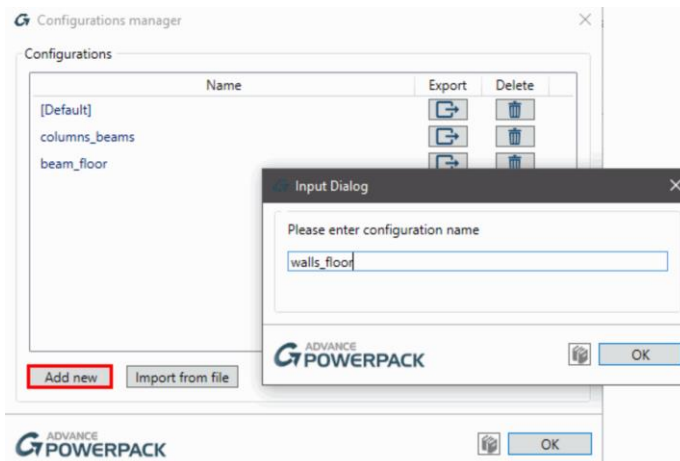 Configurations manager
Configurations
Name Export Delete
[Default]
columns_beams
beam_floor
Input Dialog
Please enter configuration name
walls_floor
ADVANCE
POWERPACK
OK
Add new Import from file
ADVANCE
POWERPACK
OK